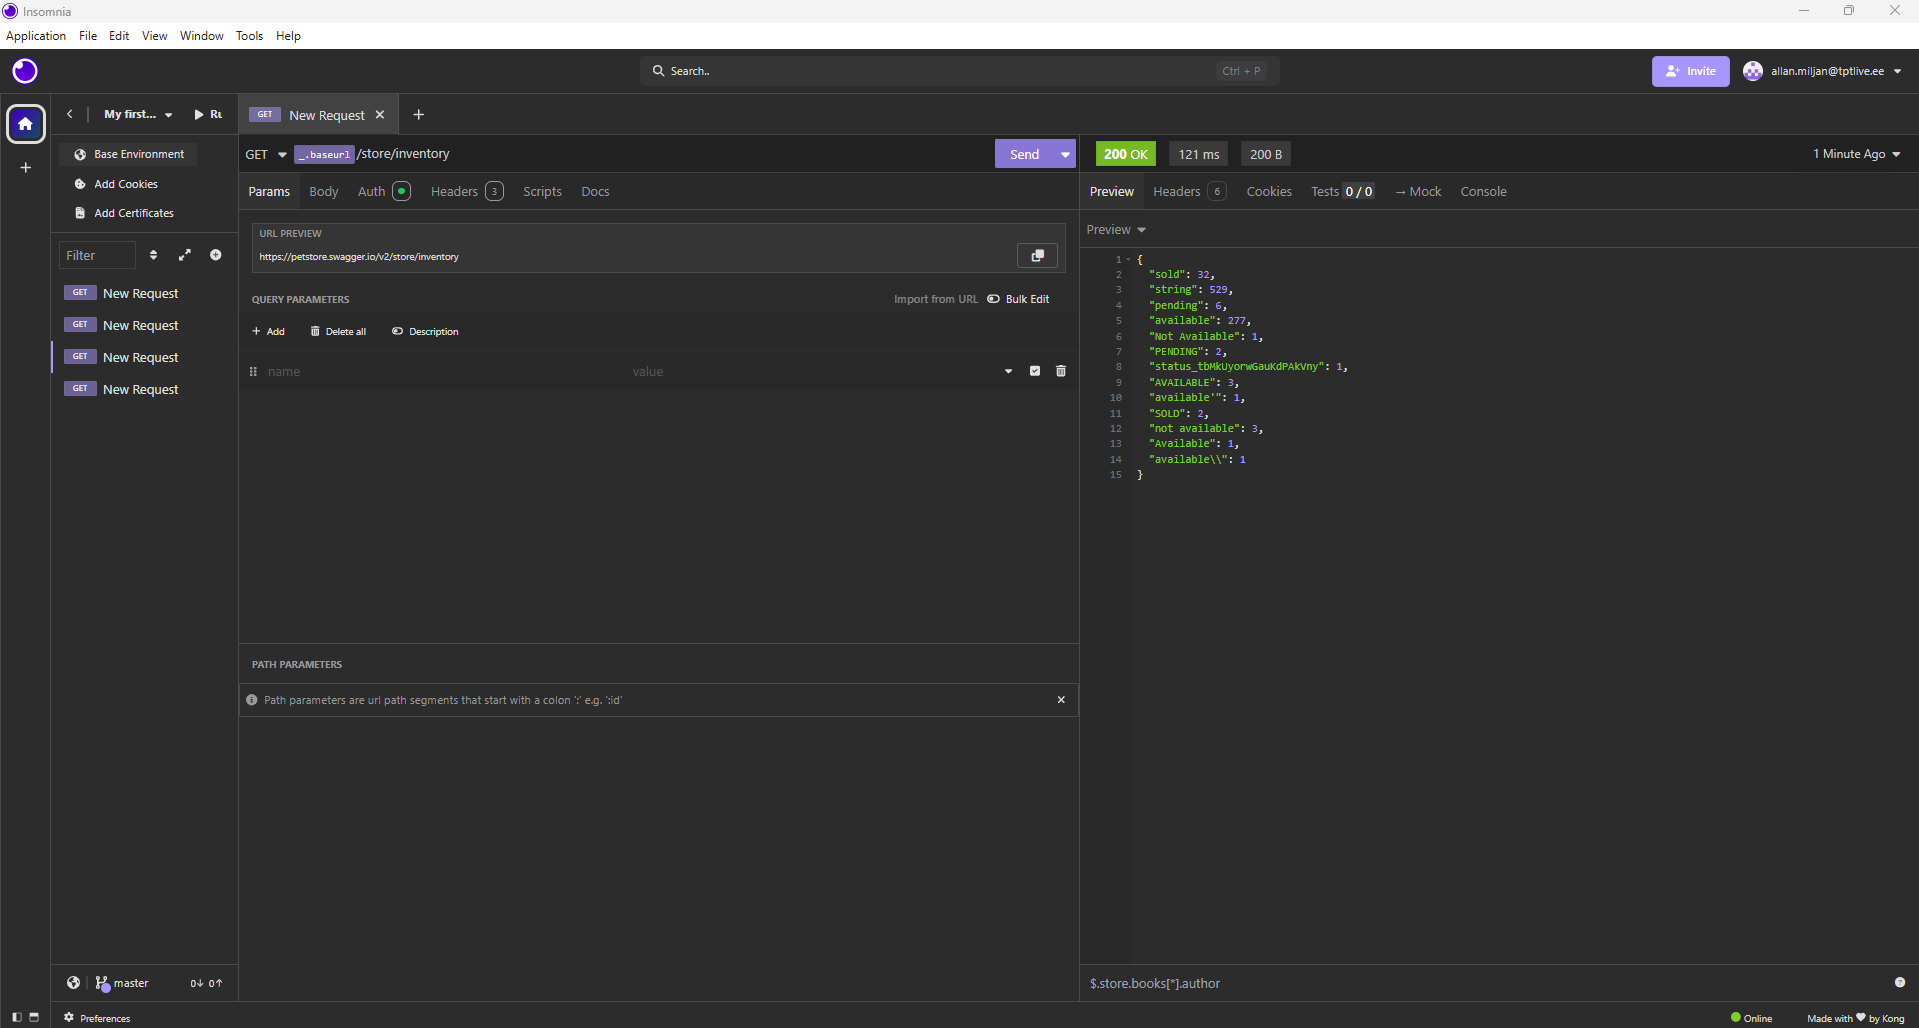 Insomnia
Application File Edit View Window Tools Help
Search.. Ctrl + P
Invite allan.miljan@tptlive.ee
My first... Ru
GET New Request
Base Environment
Add Cookies
Add Certificates
Filter
GET New Request
GET New Request
GET New Request
GET New Request
GET _.baseurl /store/inventory Send
Params Body Auth Headers 3 Scripts Docs
URL PREVIEW
https://petstore.swagger.io/v2/store/inventory
QUERY PARAMETERS Import from URL Bulk Edit
Add Delete all Description
name value
PATH PARAMETERS
Path parameters are url path segments that start with a colon ':' e.g. ':id'
200 OK 121 ms 200 B 1 Minute Ago
Preview Headers 6 Cookies Tests 0 / 0 → Mock Console
Preview
1 {
2 "sold": 32,
3 "string": 529,
4 "pending": 6,
5 "available": 277,
6 "Not Available": 1,
7 "PENDING": 2,
8 "status_tbMkUyorwGauKdPAkVny": 1,
9 "AVAILABLE": 3,
10 "available'": 1,
11 "SOLD": 2,
12 "not available": 3,
13 "Available": 1,
14 "available\\": 1
15 }
$.store.books[*].author
master 0↓ 0↑
Preferences
Online Made with ♥ by Kong